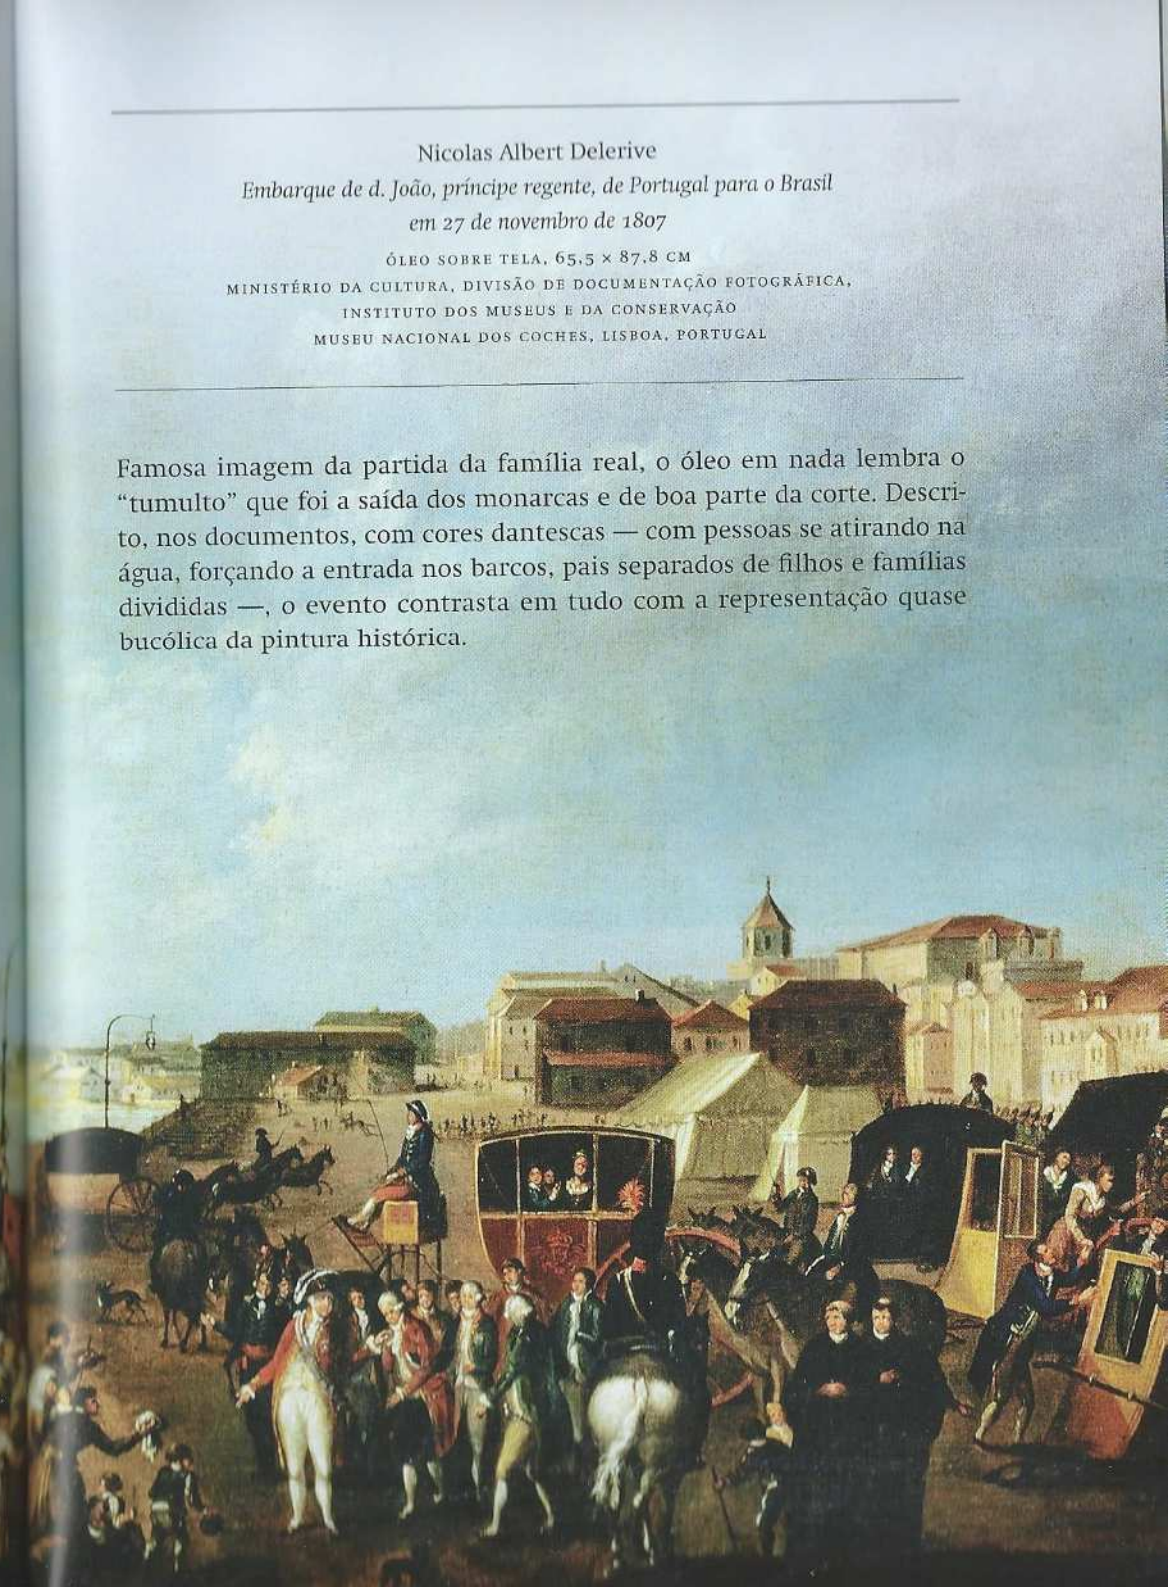 Nicolas Albert Delerive
Embarque de d. João, príncipe regente, de Portugal para o Brasil
em 27 de novembro de 1807
ÓLEO SOBRE TELA, 65,5 × 87,8 CM
MINISTÉRIO DA CULTURA, DIVISÃO DE DOCUMENTAÇÃO FOTOGRÁFICA,
INSTITUTO DOS MUSEUS E DA CONSERVAÇÃO
MUSEU NACIONAL DOS COCHES, LISBOA, PORTUGAL
Famosa imagem da partida da família real, o óleo em nada lembra o
“tumulto” que foi a saída dos monarcas e de boa parte da corte. Descri-
to, nos documentos, com cores dantescas — com pessoas se atirando na
água, forçando a entrada nos barcos, pais separados de filhos e famílias
divididas —, o evento contrasta em tudo com a representação quase
bucólica da pintura histórica.